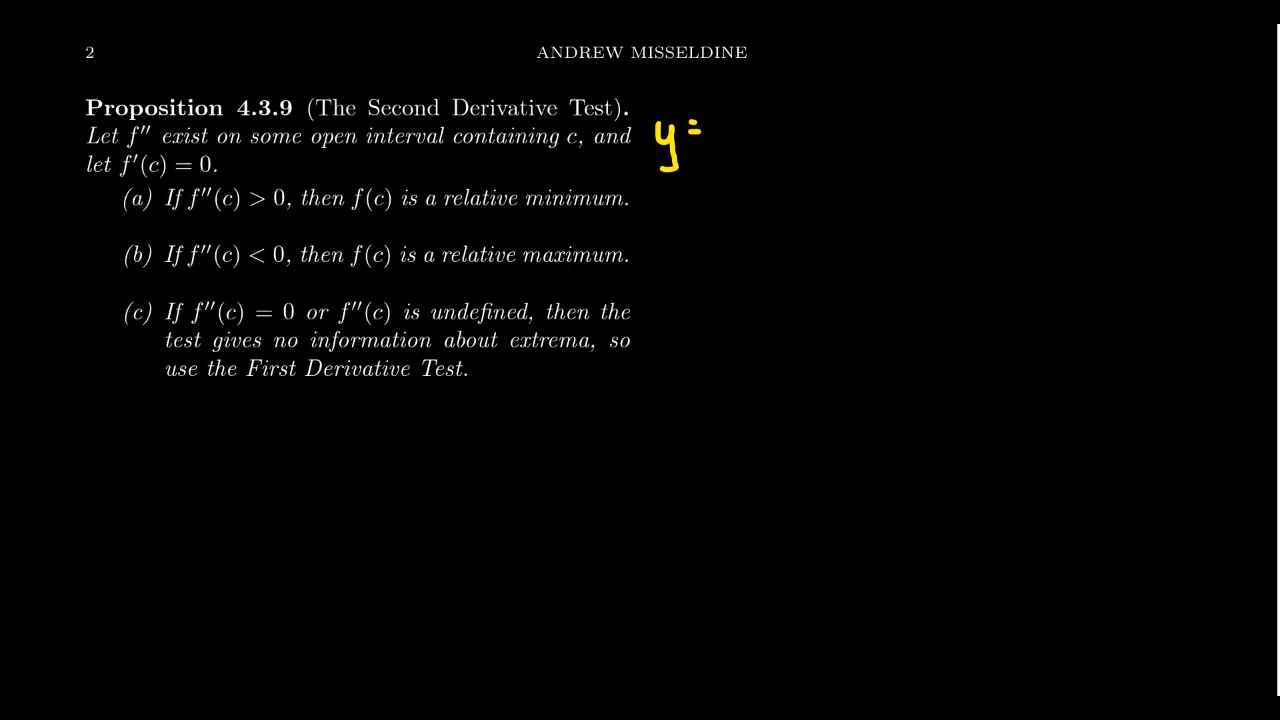 2
ANDREW MISSELDINE
Proposition 4.3.9 (The Second Derivative Test).
Let f″ exist on some open interval containing c, and
let f′(c) = 0.
(a) If f″(c) > 0, then f(c) is a relative minimum.
(b) If f″(c) < 0, then f(c) is a relative maximum.
(c) If f″(c) = 0 or f″(c) is undefined, then the
test gives no information about extrema, so
use the First Derivative Test.
y =